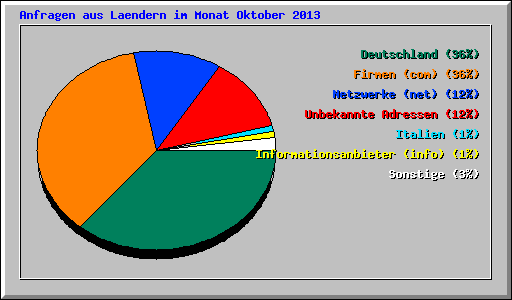 Anfragen aus Laendern im Monat Oktober 2013
Deutschland (36%)
Firmen (com) (36%)
Netzwerke (net) (12%)
Unbekannte Adressen (12%)
Italien (1%)
Informationsanbieter (info) (1%)
Sonstige (3%)